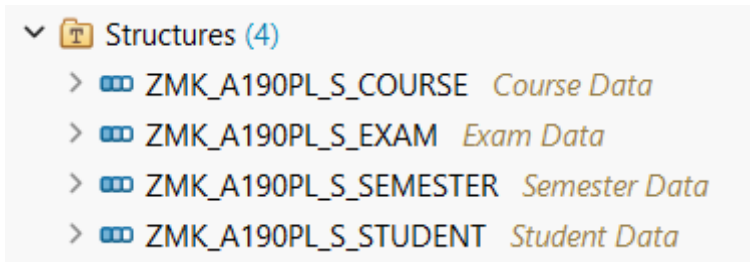 Structures (4)
ZMK_A190PL_S_COURSE Course Data
ZMK_A190PL_S_EXAM Exam Data
ZMK_A190PL_S_SEMESTER Semester Data
ZMK_A190PL_S_STUDENT Student Data